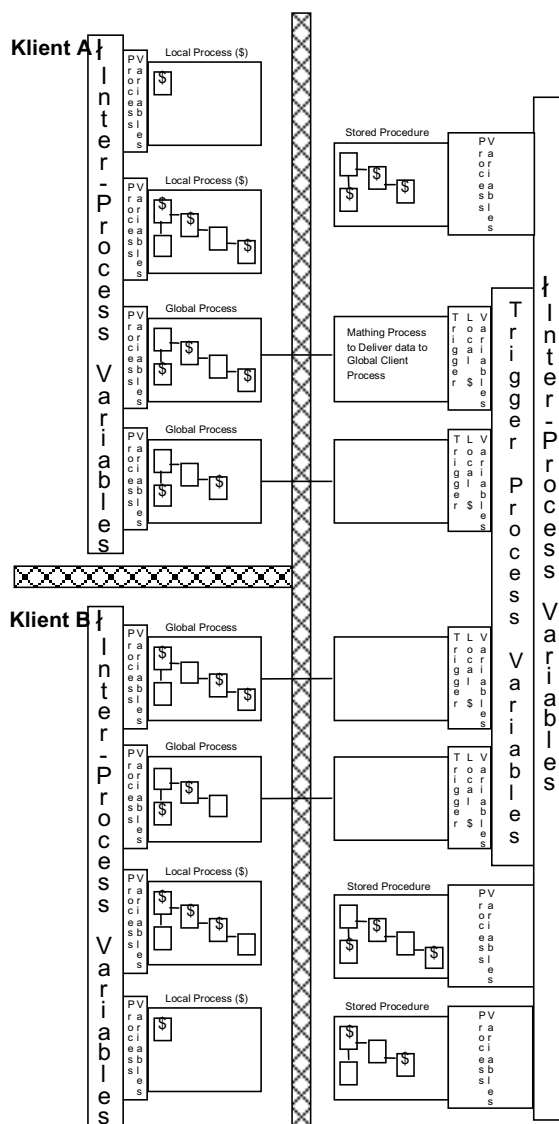 Klient A
ł Inter-Process Variables
Local Process ($)
Process
Variables
$
Local Process ($)
Process
Variables
$ $ $
Global Process
Process
Variables
$ $ $
Global Process
Process
Variables
$ $
Klient B
ł Inter-Process Variables
Global Process
Process
Variables
$ $ $
Global Process
Process
Variables
$ $
Local Process ($)
Process
Variables
$ $ $
Local Process ($)
Process
Variables
$
Stored Procedure
$ $ $
Process
Variables
Mathing Process
to Deliver data to
Global Client
Process
Trigger
Local $
Variables
Trigger
Local $
Variables
Trigger
Local $
Variables
Trigger
Local $
Variables
Stored Procedure
$ $ $
Process
Variables
Stored Procedure
$ $
Process
Variables
Trigger Process Variables
ł Inter-Process Variables